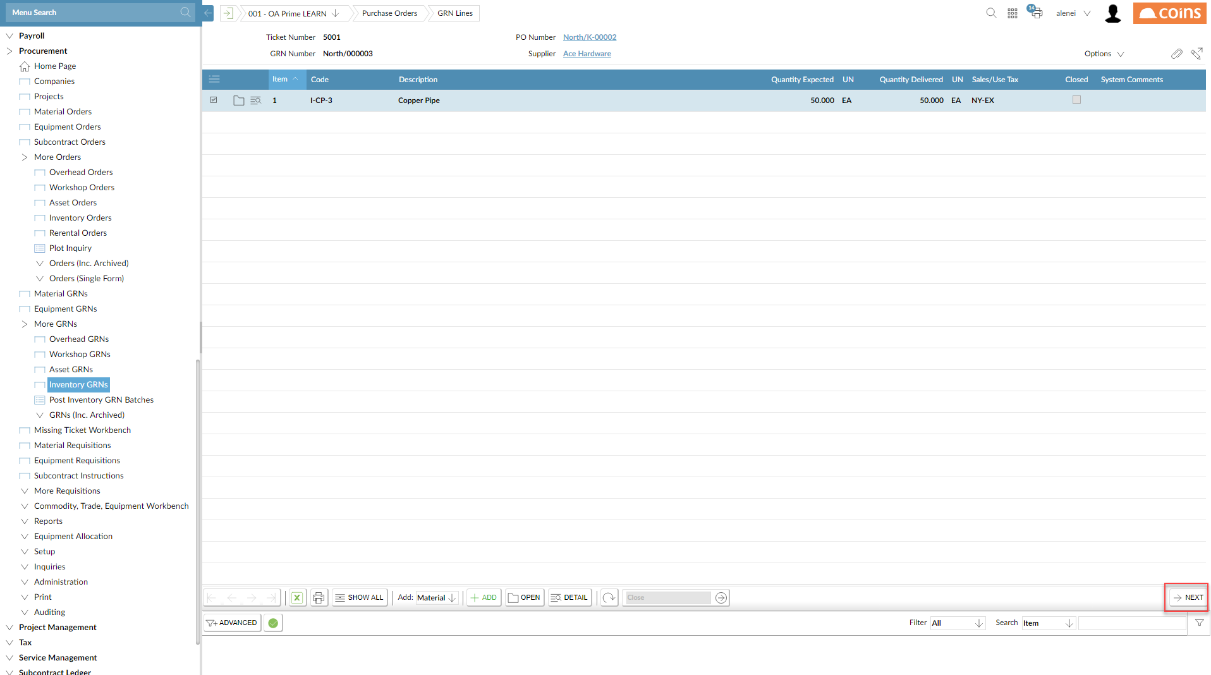 Menu Search
001 - OA Prime LEARN
Purchase Orders
GRN Lines
alenei
coins
Ticket Number 5001
PO Number North/K-00002
GRN Number North/000003
Supplier Ace Hardware
Options
Item Code Description Quantity Expected UN Quantity Delivered UN Sales/Use Tax Closed System Comments
1 I-CP-3 Copper Pipe 50.000 EA 50.000 EA NY-EX
Payroll
Procurement
Home Page
Companies
Projects
Material Orders
Equipment Orders
Subcontract Orders
More Orders
Overhead Orders
Workshop Orders
Asset Orders
Inventory Orders
Rerental Orders
Plot Inquiry
Orders (Inc. Archived)
Orders (Single Form)
Material GRNs
Equipment GRNs
More GRNs
Overhead GRNs
Workshop GRNs
Asset GRNs
Inventory GRNs
Post Inventory GRN Batches
GRNs (Inc. Archived)
Missing Ticket Workbench
Material Requisitions
Equipment Requisitions
Subcontract Instructions
More Requisitions
Commodity, Trade, Equipment Workbench
Reports
Equipment Allocation
Setup
Inquiries
Administration
Print
Auditing
Project Management
Tax
Service Management
Subcontract Ledger
SHOW ALL Add: Material + ADD OPEN DETAIL Close NEXT
ADVANCED Filter All Search Item